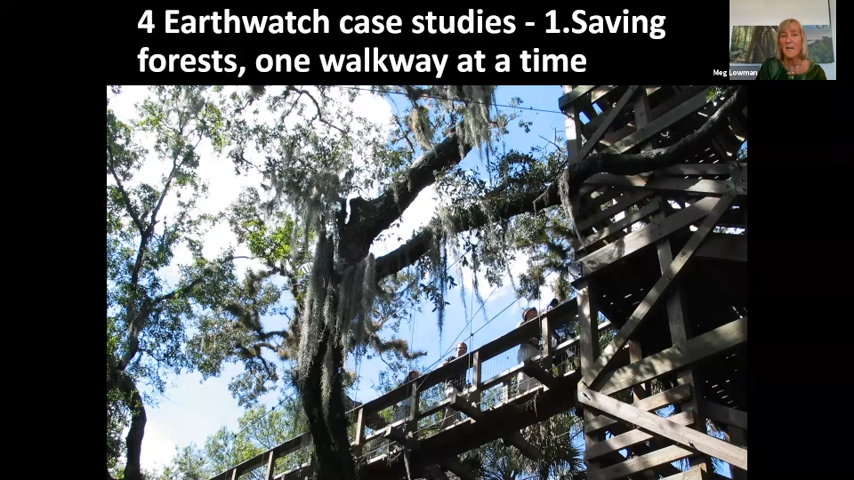 4 Earthwatch case studies - 1.Saving
forests, one walkway at a time
Meg Lowman